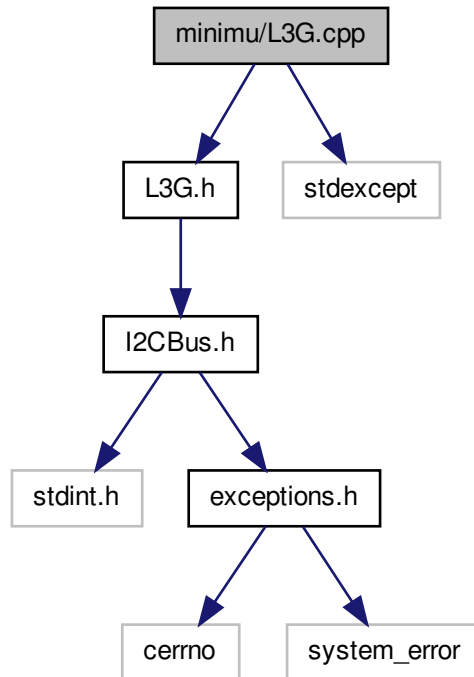 minimu/L3G.cpp
L3G.h
stdexcept
I2CBus.h
stdint.h
exceptions.h
cerrno
system_error